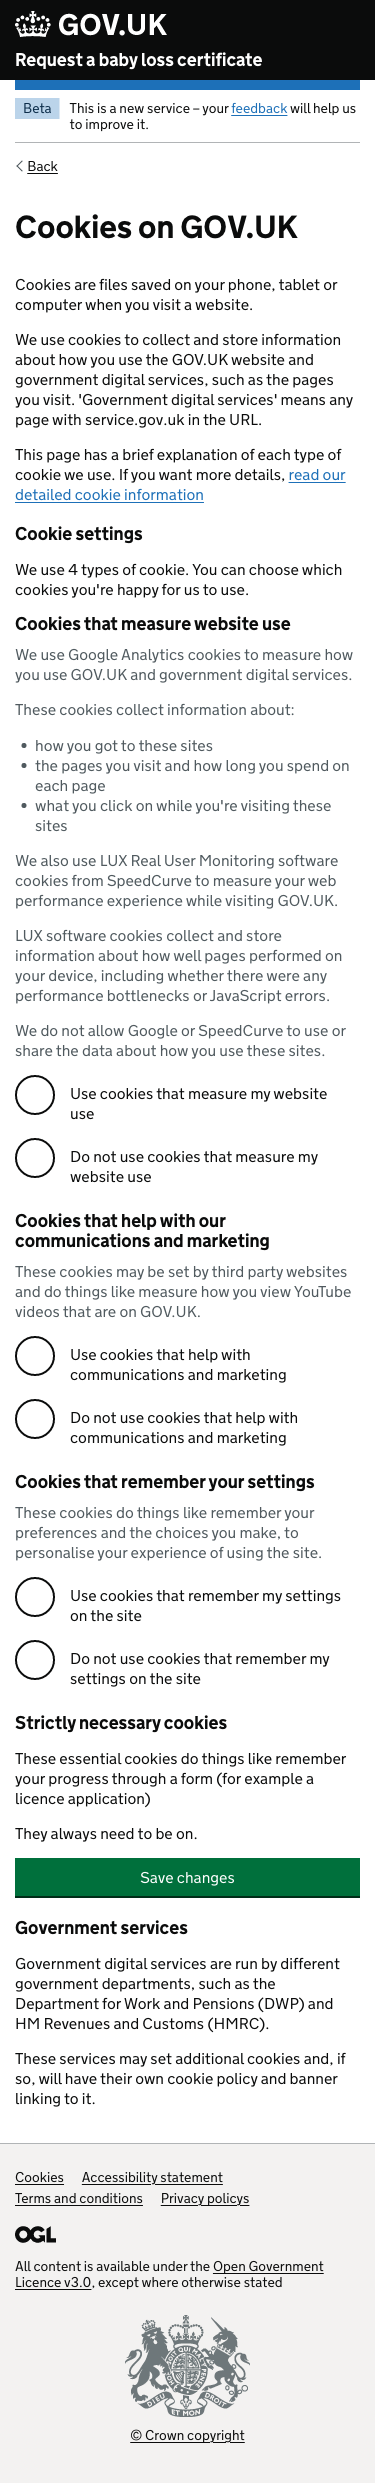 GOV.UK
Request a baby loss certificate
Beta
This is a new service – your feedback will help us
to improve it.
Back
Cookies on GOV.UK
Cookies are files saved on your phone, tablet or
computer when you visit a website.
We use cookies to collect and store information
about how you use the GOV.UK website and
government digital services, such as the pages
you visit. 'Government digital services' means any
page with service.gov.uk in the URL.
This page has a brief explanation of each type of
cookie we use. If you want more details, read our
detailed cookie information
Cookie settings
We use 4 types of cookie. You can choose which
cookies you're happy for us to use.
Cookies that measure website use
We use Google Analytics cookies to measure how
you use GOV.UK and government digital services.
These cookies collect information about:
• how you got to these sites
• the pages you visit and how long you spend on
each page
• what you click on while you're visiting these
sites
We also use LUX Real User Monitoring software
cookies from SpeedCurve to measure your web
performance experience while visiting GOV.UK.
LUX software cookies collect and store
information about how well pages performed on
your device, including whether there were any
performance bottlenecks or JavaScript errors.
We do not allow Google or SpeedCurve to use or
share the data about how you use these sites.
Use cookies that measure my website
use
Do not use cookies that measure my
website use
Cookies that help with our
communications and marketing
These cookies may be set by third party websites
and do things like measure how you view YouTube
videos that are on GOV.UK.
Use cookies that help with
communications and marketing
Do not use cookies that help with
communications and marketing
Cookies that remember your settings
These cookies do things like remember your
preferences and the choices you make, to
personalise your experience of using the site.
Use cookies that remember my settings
on the site
Do not use cookies that remember my
settings on the site
Strictly necessary cookies
These essential cookies do things like remember
your progress through a form (for example a
licence application)
They always need to be on.
Save changes
Government services
Government digital services are run by different
government departments, such as the
Department for Work and Pensions (DWP) and
HM Revenues and Customs (HMRC).
These services may set additional cookies and, if
so, will have their own cookie policy and banner
linking to it.
Cookies Accessibility statement
Terms and conditions Privacy policys
OGL
All content is available under the Open Government
Licence v3.0, except where otherwise stated
DIEU ET MON DROIT
© Crown copyright